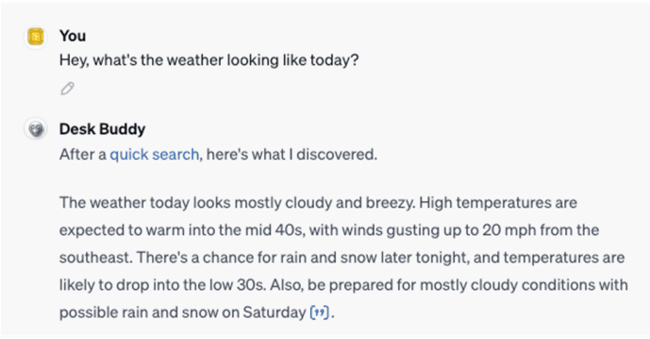 You
Hey, what's the weather looking like today?
Desk Buddy
After a quick search, here's what I discovered.
The weather today looks mostly cloudy and breezy. High temperatures are
expected to warm into the mid 40s, with winds gusting up to 20 mph from the
southeast. There's a chance for rain and snow later tonight, and temperatures are
likely to drop into the low 30s. Also, be prepared for mostly cloudy conditions with
possible rain and snow on Saturday ["].